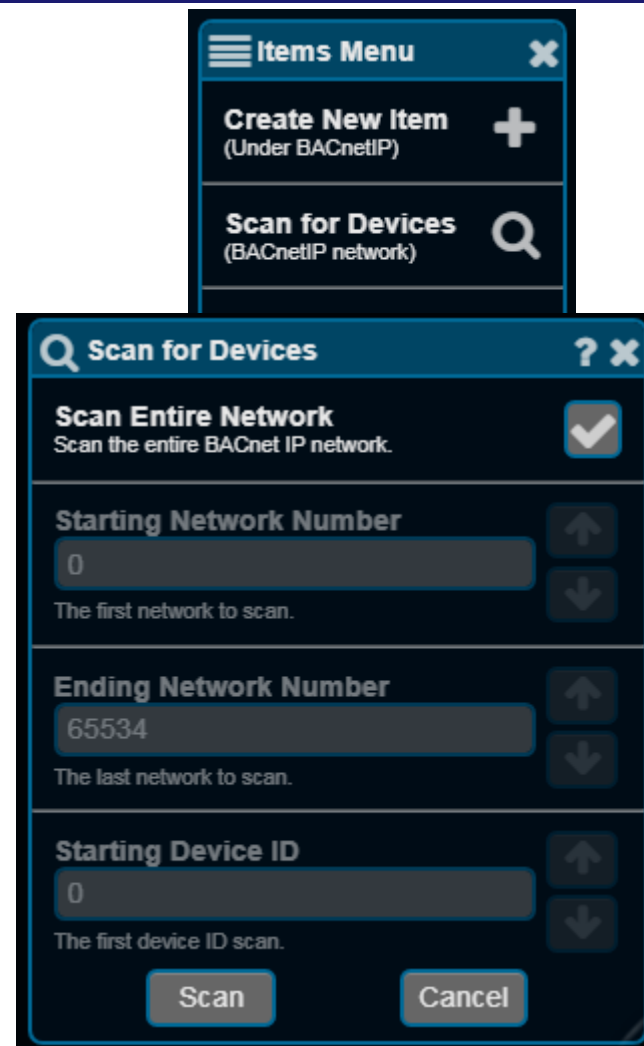 Items Menu
Create New Item
(Under BACnetIP)
Scan for Devices
(BACnetIP network)
Scan for Devices
?
Scan Entire Network
Scan the entire BACnet IP network.
Starting Network Number
0
The first network to scan.
Ending Network Number
65534
The last network to scan.
Starting Device ID
0
The first device ID scan.
Scan
Cancel